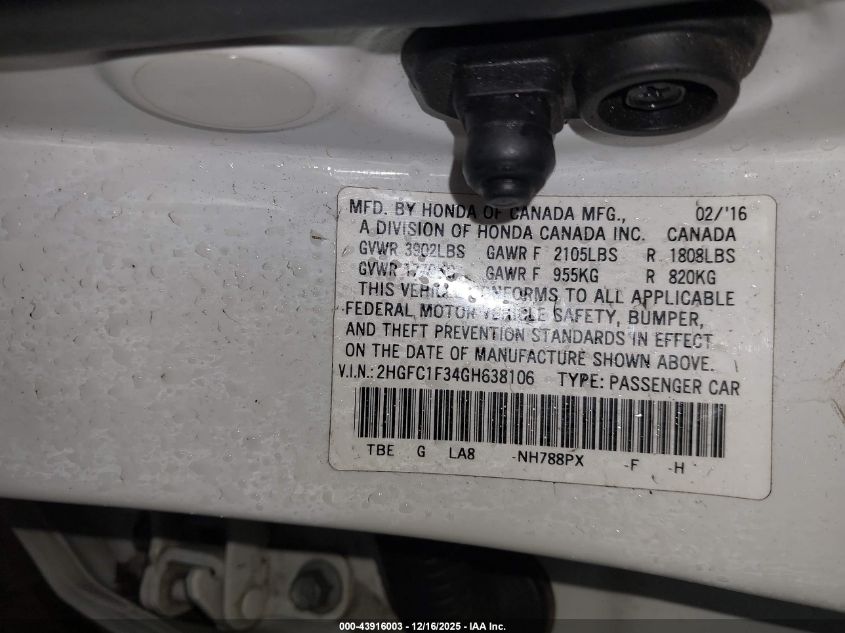 MFD. BY HONDA OF CANADA MFG., 02/'16
A DIVISION OF HONDA CANADA INC. CANADA
GVWR 3902LBS GAWR F 2105LBS R 1808LBS
GVWR GAWR F 955KG R 820KG
THIS VEHICLE CONFORMS TO ALL APPLICABLE
FEDERAL MOTOR VEHICLE SAFETY, BUMPER,
AND THEFT PREVENTION STANDARDS IN EFFECT
ON THE DATE OF MANUFACTURE SHOWN ABOVE.
V.I.N.: 2HGFC1F34GH638106 TYPE: PASSENGER CAR
TBE G LA8 -NH788PX -F -H
000-43916003 - 12/16/2025 - IAA Inc.